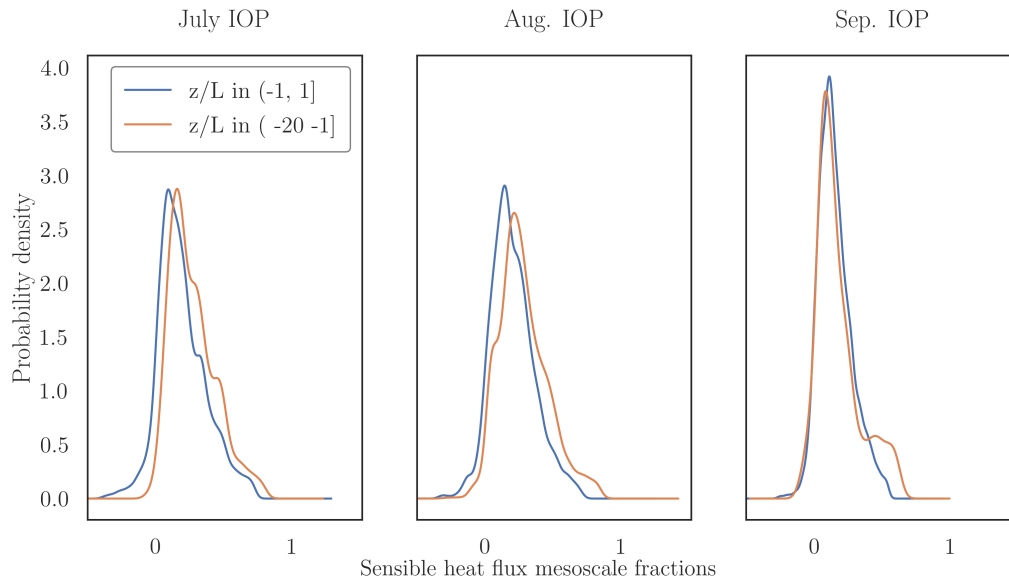 July IOP
Aug. IOP
Sep. IOP
z/L in (-1, 1]
z/L in ( -20 -1]
Probability density
4.0
3.5
3.0
2.5
2.0
1.5
1.0
0.5
0.0
0 1
0 1
0 1
Sensible heat flux mesoscale fractions